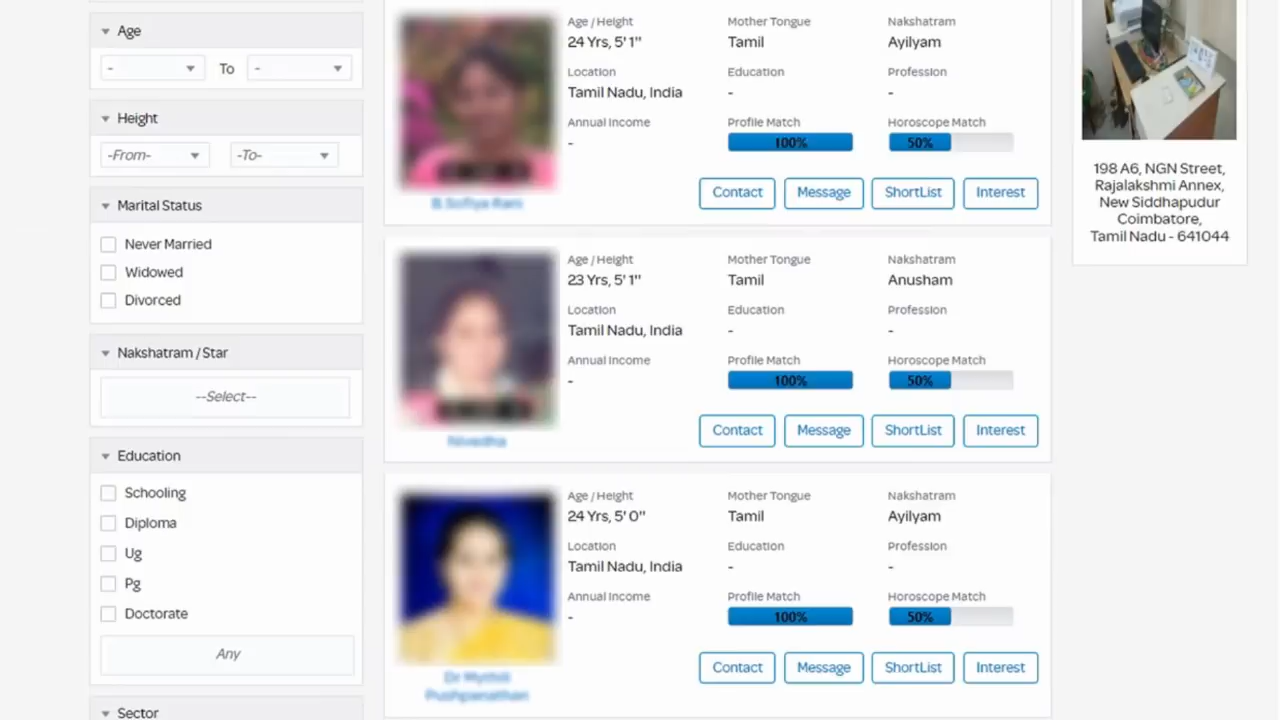 Age
-
To
-
Height
-From-
-To-
Marital Status
Never Married
Widowed
Divorced
Nakshatram / Star
--Select--
Education
Schooling
Diploma
Ug
Pg
Doctorate
Any
Sector
Age / Height
24 Yrs, 5' 1"
Mother Tongue
Tamil
Nakshatram
Ayilyam
Location
Tamil Nadu, India
Education
-
Profession
-
Annual Income
-
Profile Match
100%
Horoscope Match
50%
Contact
Message
ShortList
Interest
Age / Height
23 Yrs, 5' 1"
Mother Tongue
Tamil
Nakshatram
Anusham
Location
Tamil Nadu, India
Education
-
Profession
-
Annual Income
-
Profile Match
100%
Horoscope Match
50%
Contact
Message
ShortList
Interest
Age / Height
24 Yrs, 5' 0"
Mother Tongue
Tamil
Nakshatram
Ayilyam
Location
Tamil Nadu, India
Education
-
Profession
-
Annual Income
-
Profile Match
100%
Horoscope Match
50%
Contact
Message
ShortList
Interest
198 A6, NGN Street,
Rajalakshmi Annex,
New Siddhapudur
Coimbatore,
Tamil Nadu - 641044